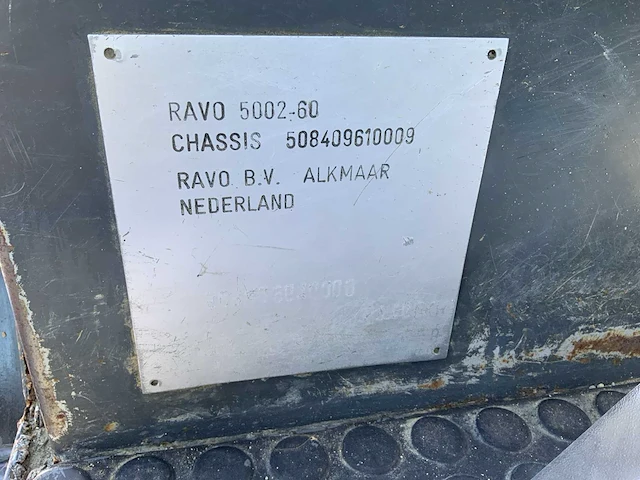 RAVO 5002-60
CHASSIS 508409610009
RAVO B.V. ALKMAAR
NEDERLAND